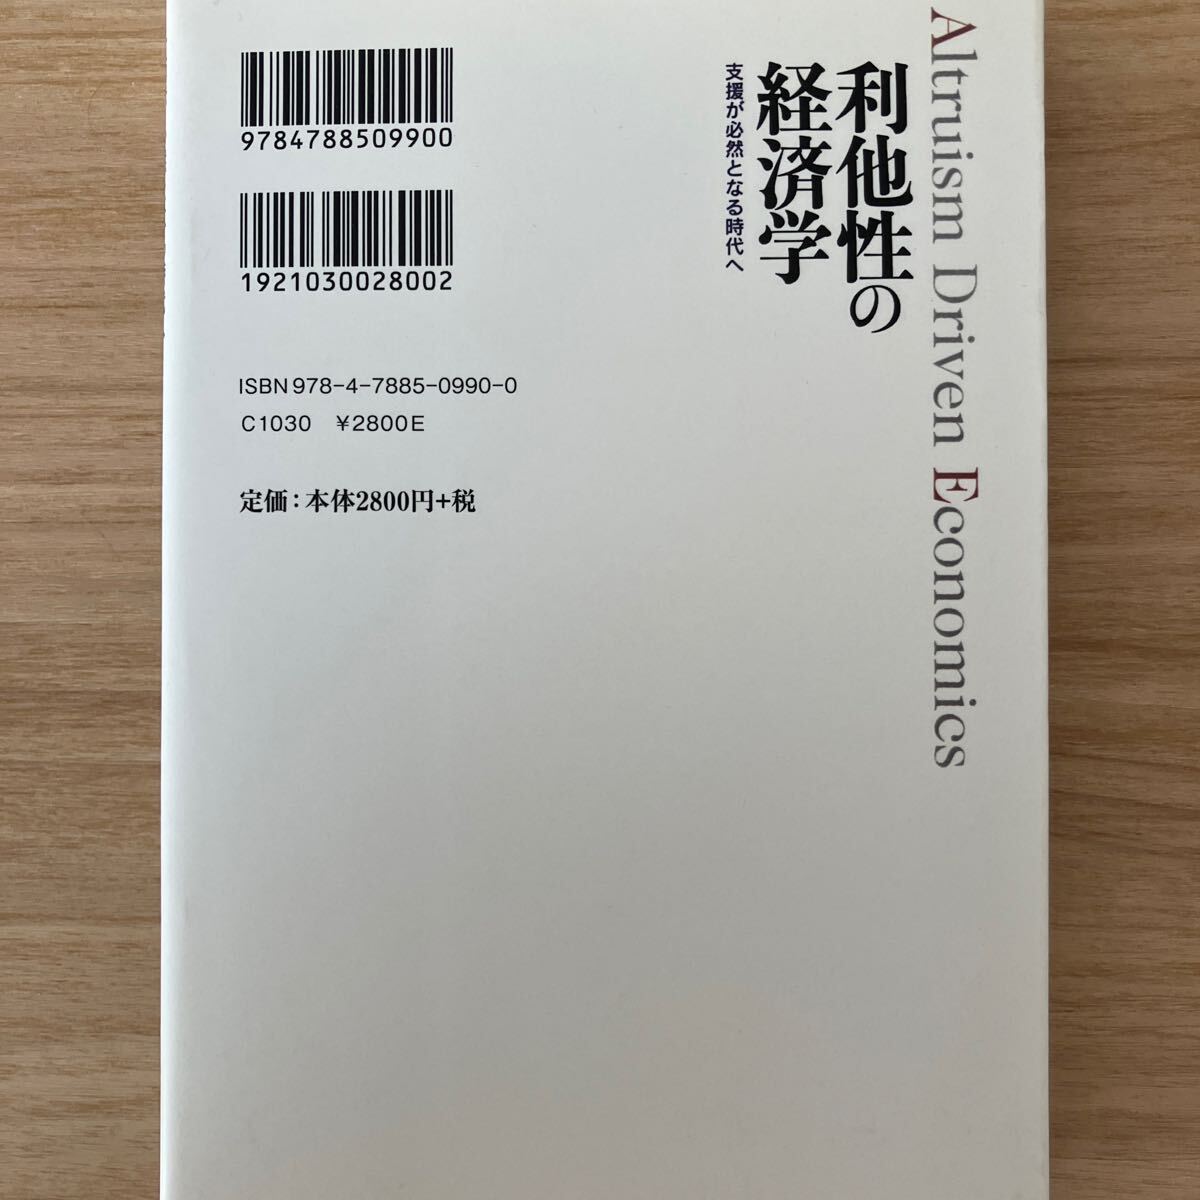 Altruism Driven Economics
利他性の
経済学
支援が必然となる時代へ
9784788509900
1921030028002
ISBN978-4-7885-0990-0
C1030 ¥2800E
定価：本体2800円+税